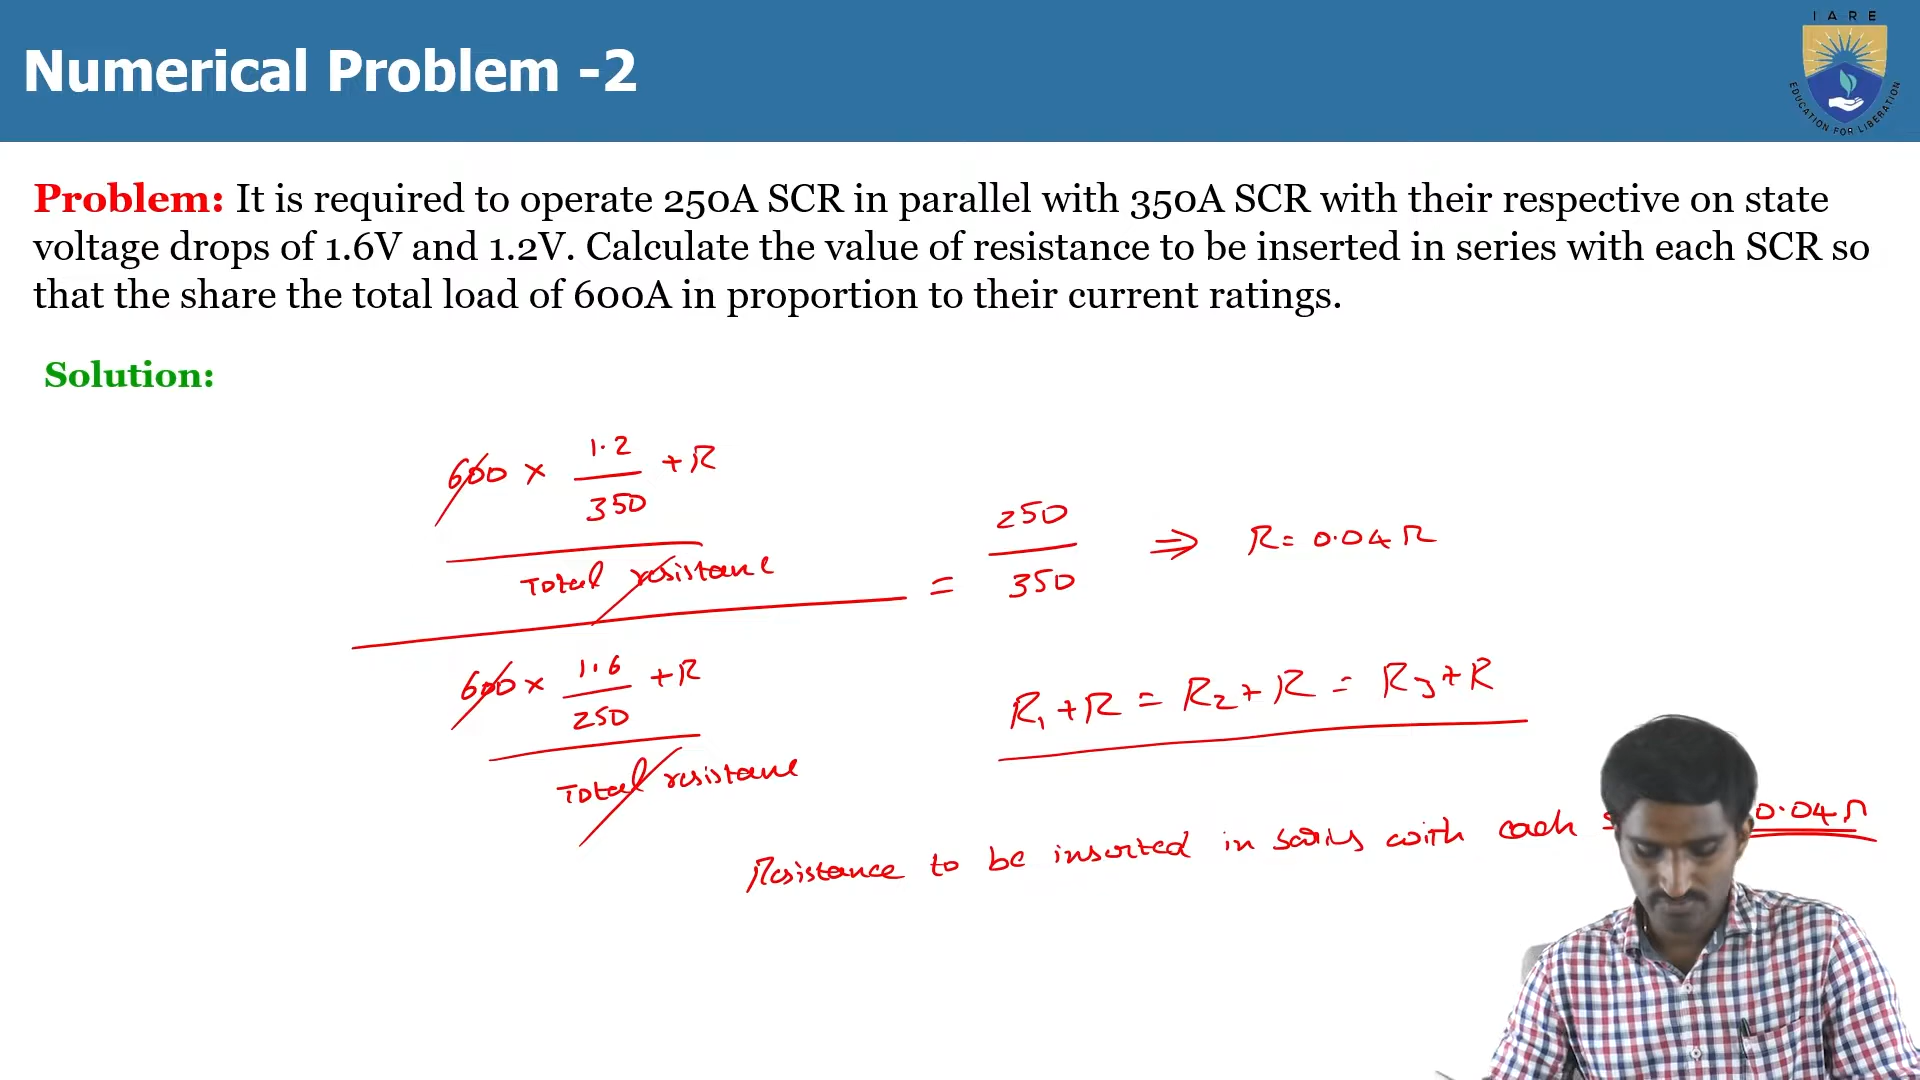 IARE
EDUCATION FOR LIBERATION
Numerical Problem -2
Problem: It is required to operate 250A SCR in parallel with 350A SCR with their respective on state
voltage drops of 1.6V and 1.2V. Calculate the value of resistance to be inserted in series with each SCR so
that the share the total load of 600A in proportion to their current ratings.
Solution:
600 × 1.2 / 350 + R
Total resistance
= 250 / 350 ⇒ R = 0.04 Ω
600 × 1.6 / 250 + R
Total resistance
R₁ + R = R₂ + R = R₃ + R
Resistance to be inserted in series with each 0.04 Ω